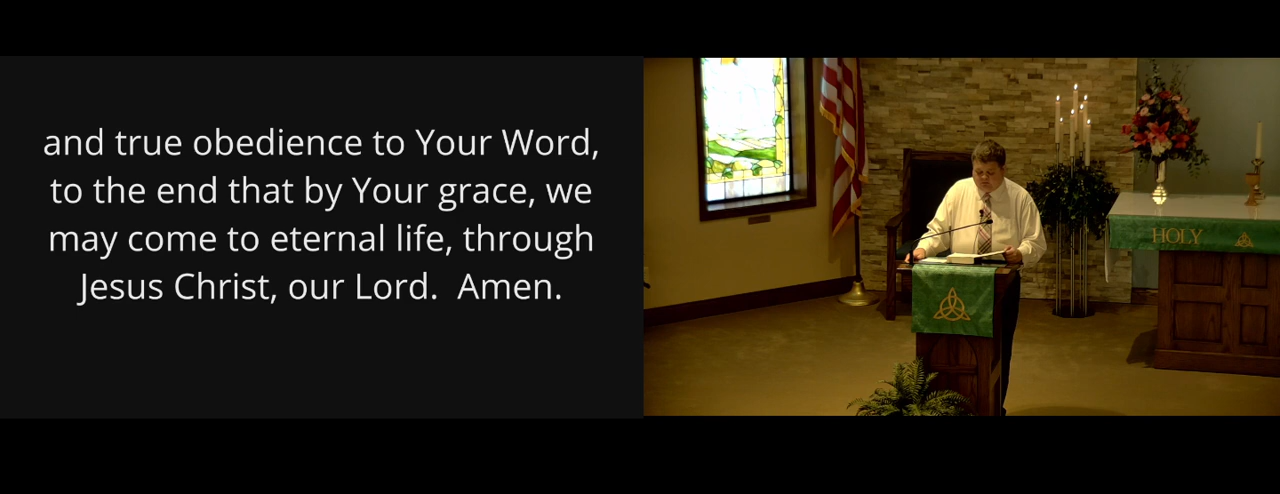 and true obedience to Your Word,
to the end that by Your grace, we
may come to eternal life, through
Jesus Christ, our Lord.  Amen.
HOLY